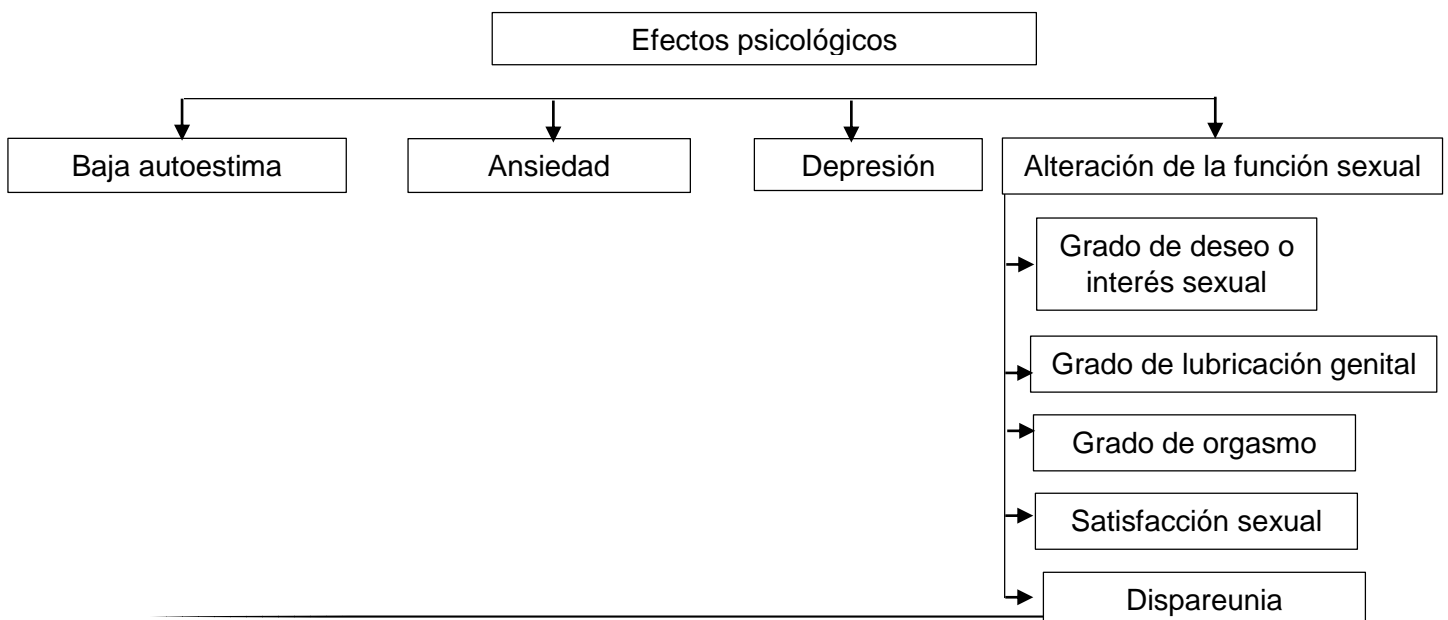 Efectos psicológicos
Baja autoestima
Ansiedad
Depresión
Alteración de la función sexual
Grado de deseo o
interés sexual
Grado de lubricación genital
Grado de orgasmo
Satisfacción sexual
Dispareunia